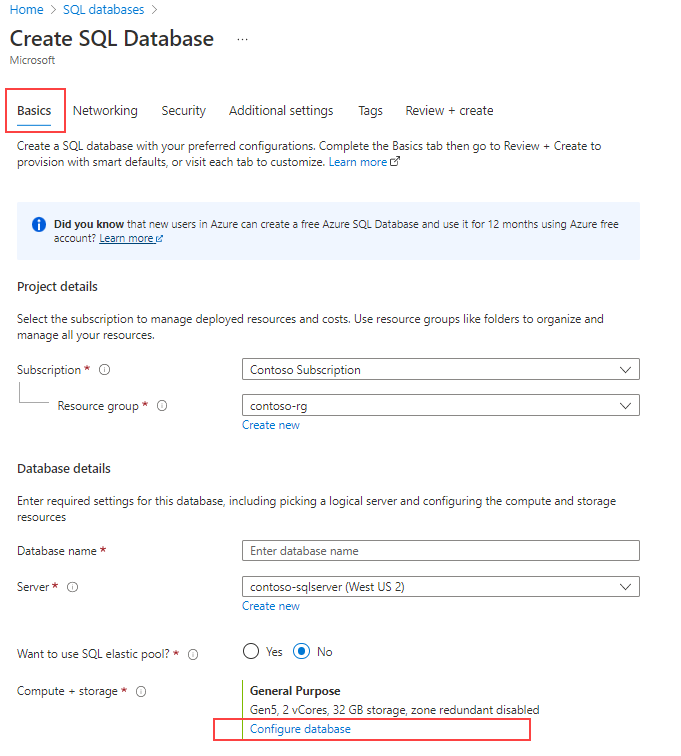 Home > SQL databases >
Create SQL Database ...
Microsoft
Basics Networking Security Additional settings Tags Review + create
Create a SQL database with your preferred configurations. Complete the Basics tab then go to Review + Create to
provision with smart defaults, or visit each tab to customize. Learn more
Did you know that new users in Azure can create a free Azure SQL Database and use it for 12 months using Azure free
account? Learn more
Project details
Select the subscription to manage deployed resources and costs. Use resource groups like folders to organize and
manage all your resources.
Subscription * Contoso Subscription
Resource group * contoso-rg
Create new
Database details
Enter required settings for this database, including picking a logical server and configuring the compute and storage
resources
Database name * Enter database name
Server * contoso-sqlserver (West US 2)
Create new
Want to use SQL elastic pool? * Yes No
Compute + storage * General Purpose
Gen5, 2 vCores, 32 GB storage, zone redundant disabled
Configure database